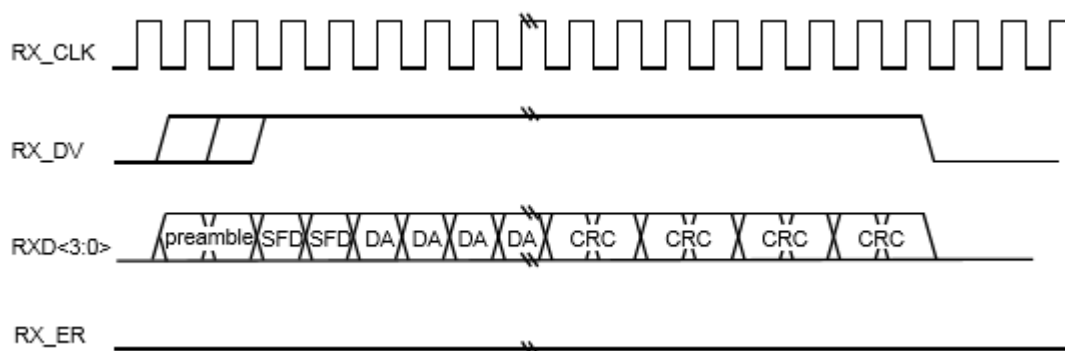 RX_CLK
RX_DV
RXD<3:0> preamble SFD SFD DA DA DA DA CRC CRC CRC CRC
RX_ER